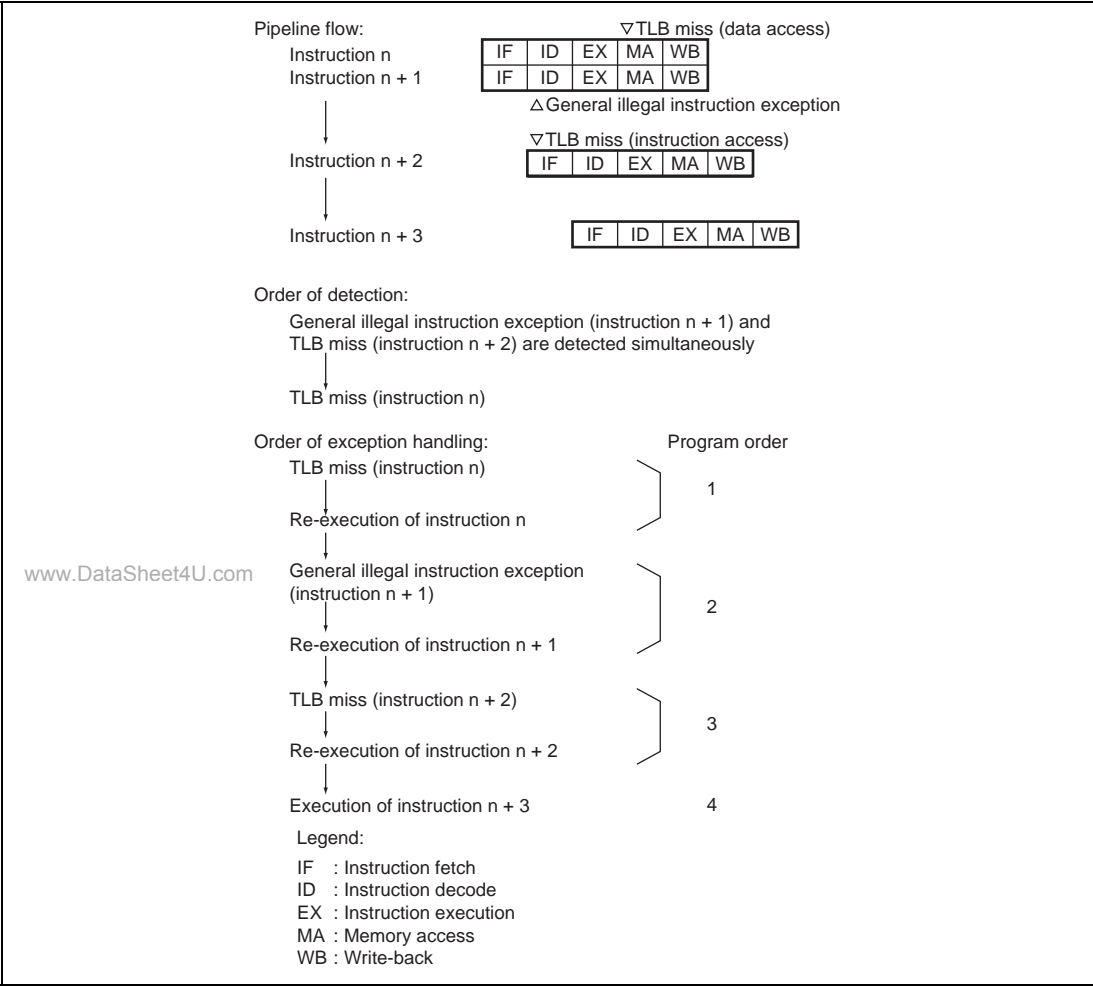 Pipeline flow:
▽TLB miss (data access)
Instruction n IF ID EX MA WB
Instruction n + 1 IF ID EX MA WB
△General illegal instruction exception
▽TLB miss (instruction access)
Instruction n + 2 IF ID EX MA WB
Instruction n + 3 IF ID EX MA WB
Order of detection:
General illegal instruction exception (instruction n + 1) and
TLB miss (instruction n + 2) are detected simultaneously
TLB miss (instruction n)
Order of exception handling: Program order
TLB miss (instruction n)
1
Re-execution of instruction n
www.DataSheet4U.com
General illegal instruction exception
(instruction n + 1)
2
Re-execution of instruction n + 1
TLB miss (instruction n + 2)
3
Re-execution of instruction n + 2
Execution of instruction n + 3 4
Legend:
IF : Instruction fetch
ID : Instruction decode
EX : Instruction execution
MA : Memory access
WB : Write-back